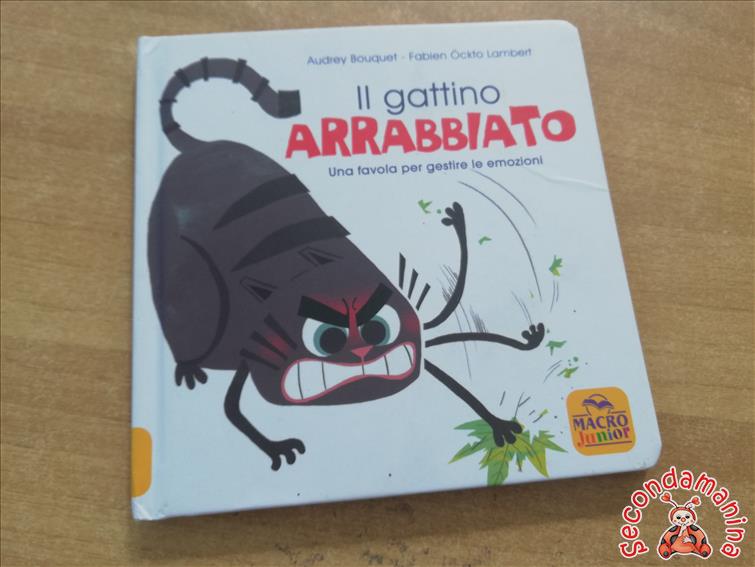 Audrey Bouquet - Fabien Öckto Lambert
Il gattino
ARRABBIATO
Una favola per gestire le emozioni
MACRO
Junior
Secondamanina